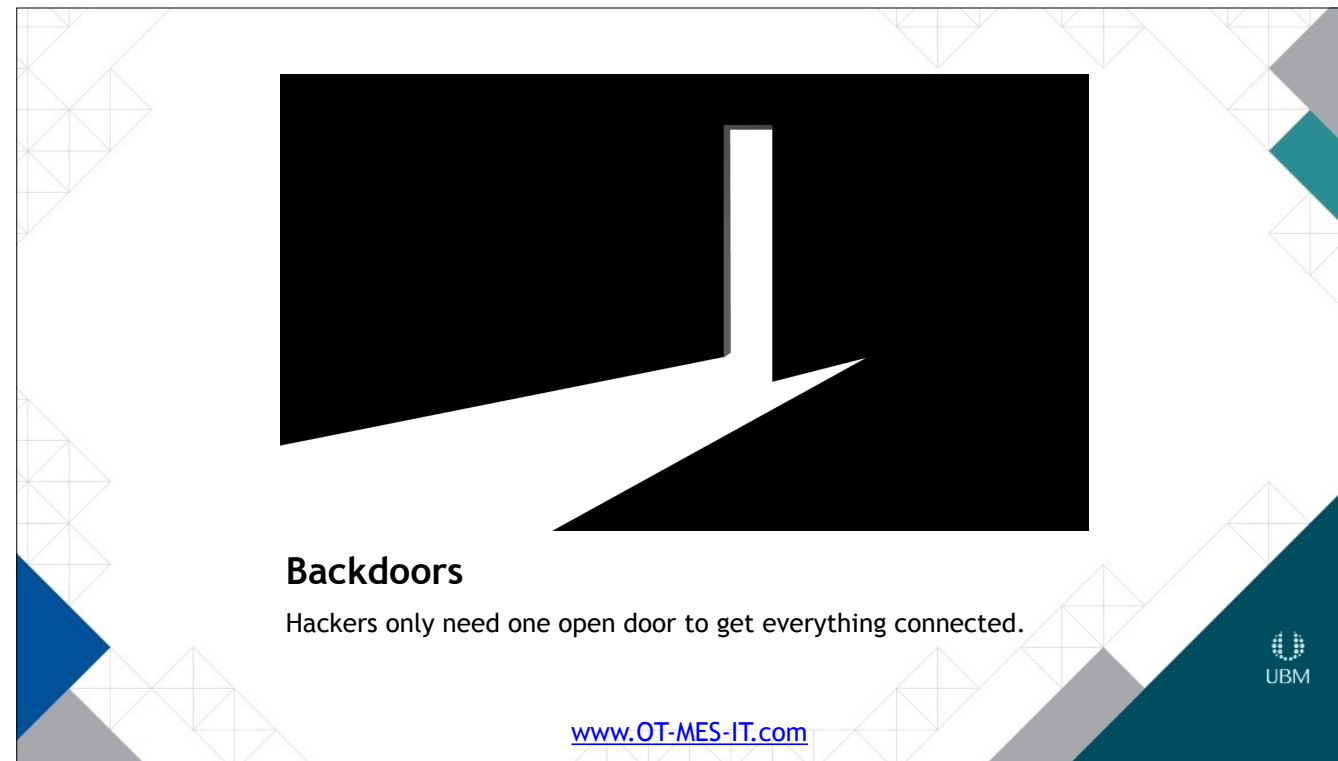 Backdoors
Hackers only need one open door to get everything connected.
UBM
www.OT-MES-IT.com